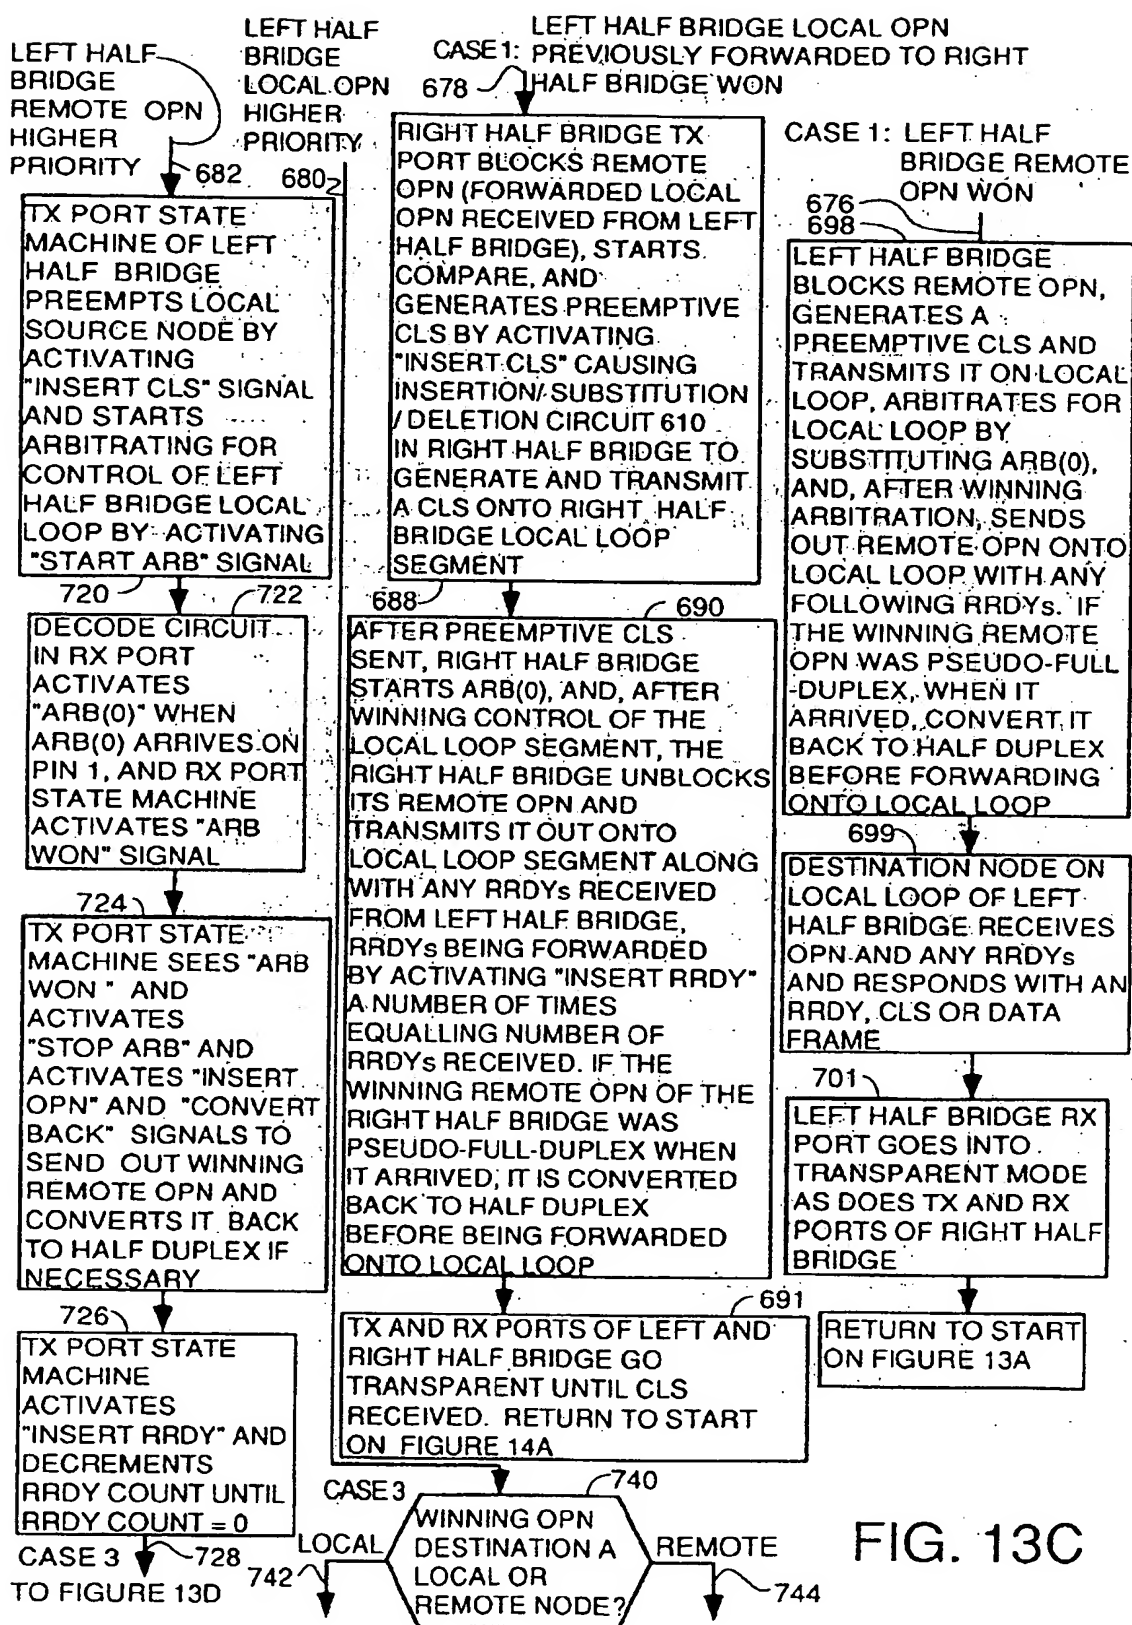 LEFT HALF
BRIDGE
REMOTE OPN
HIGHER
PRIORITY
682
TX PORT STATE
MACHINE OF LEFT
HALF BRIDGE
PREEMPTS LOCAL
SOURCE NODE BY
ACTIVATING
"INSERT CLS" SIGNAL
AND STARTS
ARBITRATING FOR
CONTROL OF LEFT
HALF BRIDGE LOCAL
LOOP BY ACTIVATING
"START ARB" SIGNAL
720
722
DECODE CIRCUIT
IN RX PORT
ACTIVATES
"ARB(0)" WHEN
ARB(0) ARRIVES ON
PIN 1, AND RX PORT
STATE MACHINE
ACTIVATES "ARB
WON" SIGNAL
724
TX PORT STATE
MACHINE SEES "ARB
WON " AND
ACTIVATES
"STOP ARB" AND
ACTIVATES "INSERT
OPN" AND "CONVERT
BACK" SIGNALS TO
SEND OUT WINNING
REMOTE OPN AND
CONVERTS IT BACK
TO HALF DUPLEX IF
NECESSARY
726
TX PORT STATE
MACHINE
ACTIVATES
"INSERT RRDY" AND
DECREMENTS
RRDY COUNT UNTIL
RRDY COUNT = 0
CASE 3
728
TO FIGURE 13D
LEFT HALF
BRIDGE
LOCAL OPN
HIGHER
PRIORITY
680
CASE 1:
LEFT HALF BRIDGE LOCAL OPN
PREVIOUSLY FORWARDED TO RIGHT
HALF BRIDGE WON
678
RIGHT HALF BRIDGE TX
PORT BLOCKS REMOTE
OPN (FORWARDED LOCAL
OPN RECEIVED FROM LEFT
HALF BRIDGE), STARTS
COMPARE, AND
GENERATES PREEMPTIVE
CLS BY ACTIVATING
"INSERT CLS" CAUSING
INSERTION/ SUBSTITUTION
/ DELETION CIRCUIT 610
IN RIGHT HALF BRIDGE TO
GENERATE AND TRANSMIT
A CLS ONTO RIGHT HALF
BRIDGE LOCAL LOOP
SEGMENT
688
690
AFTER PREEMPTIVE CLS
SENT, RIGHT HALF BRIDGE
STARTS ARB(0), AND, AFTER
WINNING CONTROL OF THE
LOCAL LOOP SEGMENT, THE
RIGHT HALF BRIDGE UNBLOCKS
ITS REMOTE OPN AND
TRANSMITS IT OUT ONTO
LOCAL LOOP SEGMENT ALONG
WITH ANY RRDYs RECEIVED
FROM LEFT HALF BRIDGE,
RRDYs BEING FORWARDED
BY ACTIVATING "INSERT RRDY"
A NUMBER OF TIMES
EQUALLING NUMBER OF
RRDYs RECEIVED. IF THE
WINNING REMOTE OPN OF THE
RIGHT HALF BRIDGE WAS
PSEUDO-FULL-DUPLEX WHEN
IT ARRIVED, IT IS CONVERTED
BACK TO HALF DUPLEX
BEFORE BEING FORWARDED
ONTO LOCAL LOOP
691
TX AND RX PORTS OF LEFT AND
RIGHT HALF BRIDGE GO
TRANSPARENT UNTIL CLS
RECEIVED. RETURN TO START
ON FIGURE 14A
CASE 3
740
WINNING OPN
DESTINATION A
LOCAL OR
REMOTE NODE?
LOCAL
742
REMOTE
744
CASE 1: LEFT HALF
BRIDGE REMOTE
OPN WON
676
698
LEFT HALF BRIDGE
BLOCKS REMOTE OPN,
GENERATES A
PREEMPTIVE CLS AND
TRANSMITS IT ON LOCAL
LOOP, ARBITRATES FOR
LOCAL LOOP BY
SUBSTITUTING ARB(0),
AND, AFTER WINNING
ARBITRATION, SENDS
OUT REMOTE OPN ONTO
LOCAL LOOP WITH ANY
FOLLOWING RRDYs. IF
THE WINNING REMOTE
OPN WAS PSEUDO-FULL
-DUPLEX, WHEN IT
ARRIVED, CONVERT IT
BACK TO HALF DUPLEX
BEFORE FORWARDING
ONTO LOCAL LOOP
699
DESTINATION NODE ON
LOCAL LOOP OF LEFT
HALF BRIDGE RECEIVES
OPN AND ANY RRDYs
AND RESPONDS WITH AN
RRDY, CLS OR DATA
FRAME
701
LEFT HALF BRIDGE RX
PORT GOES INTO
TRANSPARENT MODE
AS DOES TX AND RX
PORTS OF RIGHT HALF
BRIDGE
RETURN TO START
ON FIGURE 13A
FIG. 13C